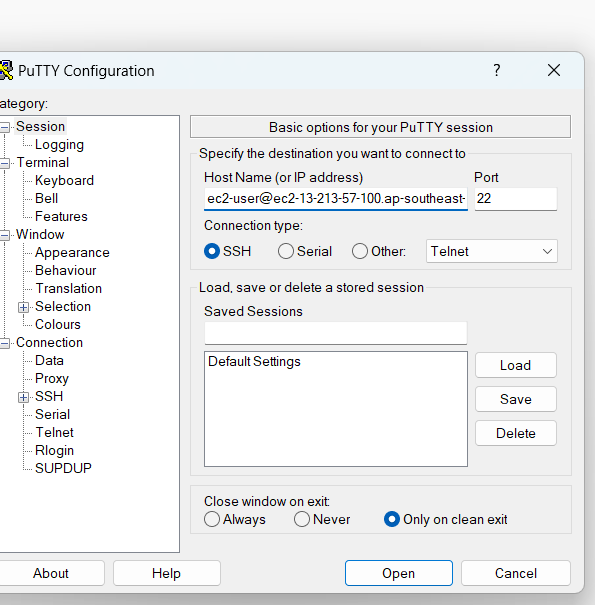 PuTTY Configuration
?
ategory:
Session
Logging
Terminal
Keyboard
Bell
Features
Window
Appearance
Behaviour
Translation
Selection
Colours
Connection
Data
Proxy
SSH
Serial
Telnet
Rlogin
SUPDUP
Basic options for your PuTTY session
Specify the destination you want to connect to
Host Name (or IP address) Port
ec2-user@ec2-13-213-57-100.ap-southeast- 22
Connection type:
SSH Serial Other: Telnet
Load, save or delete a stored session
Saved Sessions
Default Settings
Load
Save
Delete
Close window on exit:
Always Never Only on clean exit
About Help Open Cancel